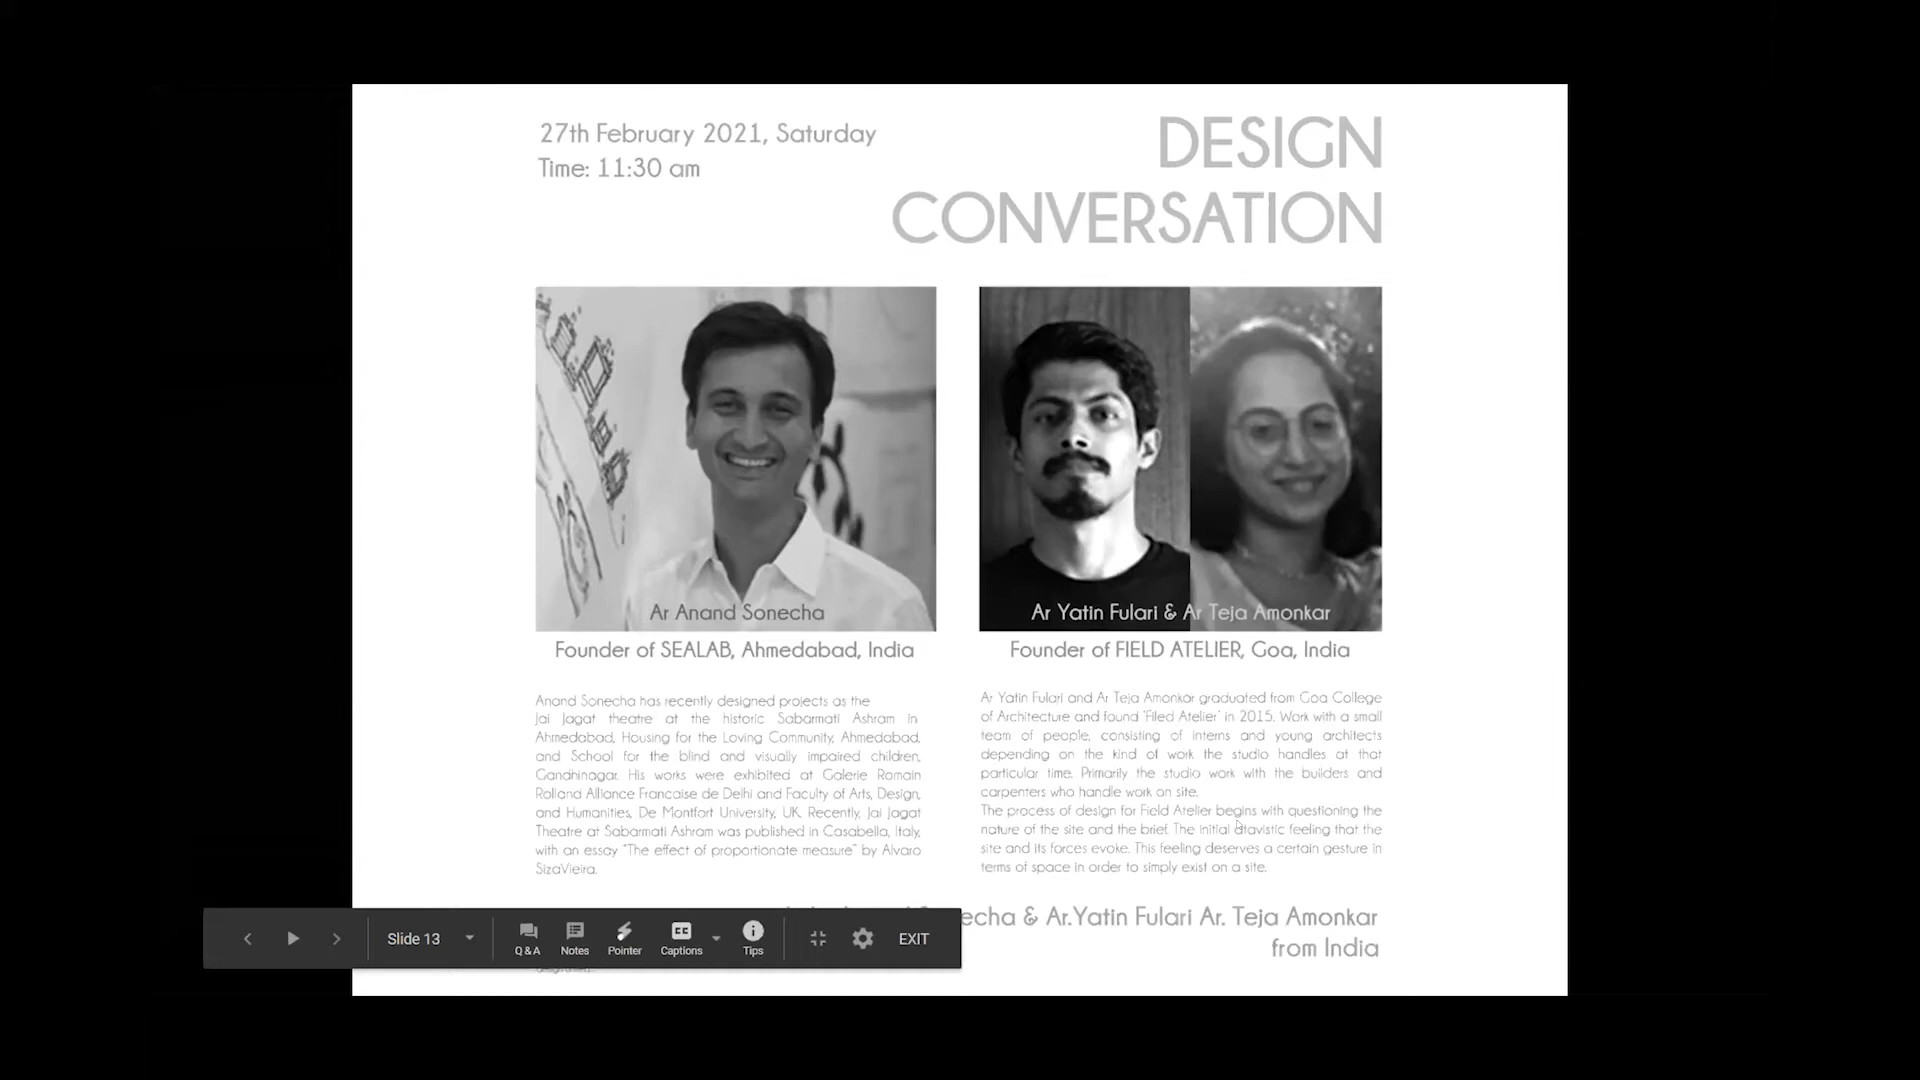 27th February 2021, Saturday
Time: 11:30 am
DESIGN
CONVERSATION
Ar Anand Sonecha
Founder of SEALAB, Ahmedabad, India
Anand Sonecha has recently designed projects as the
Jai Jagat theatre at the historic Sabarmati Ashram in
Ahmedabad, Housing for the Loving Community, Ahmedabad,
and School for the blind and visually impaired children,
Gandhinagar. His works were exhibited at Galerie Romain
Rolland Alliance Francaise de Delhi and Faculty of Arts, Design,
and Humanities, De Montfort University, UK. Recently, Jai Jagat
Theatre at Sabarmati Ashram was published in Casabella, Italy,
with an essay "The effect of proportionate measure" by Alvaro
SizaVieira.
Ar Yatin Fulari & Ar Teja Amonkar
Founder of FIELD ATELIER, Goa, India
Ar Yatin Fulari and Ar Teja Amonkar graduated from Goa College
of Architecture and found 'Filed Atelier' in 2015. Work with a small
team of people, consisting of interns and young architects
depending on the kind of work the studio handles at that
particular time. Primarily the studio work with the builders and
carpenters who handle work on site.
The process of design for Field Atelier begins with questioning the
nature of the site and the brief. The initial atavistic feeling that the
site and its forces evoke. This feeling deserves a certain gesture in
terms of space in order to simply exist on a site.
echa & Ar.Yatin Fulari Ar. Teja Amonkar
from India
Slide 13
Q & A
Notes
Pointer
CC
Captions
Tips
EXIT